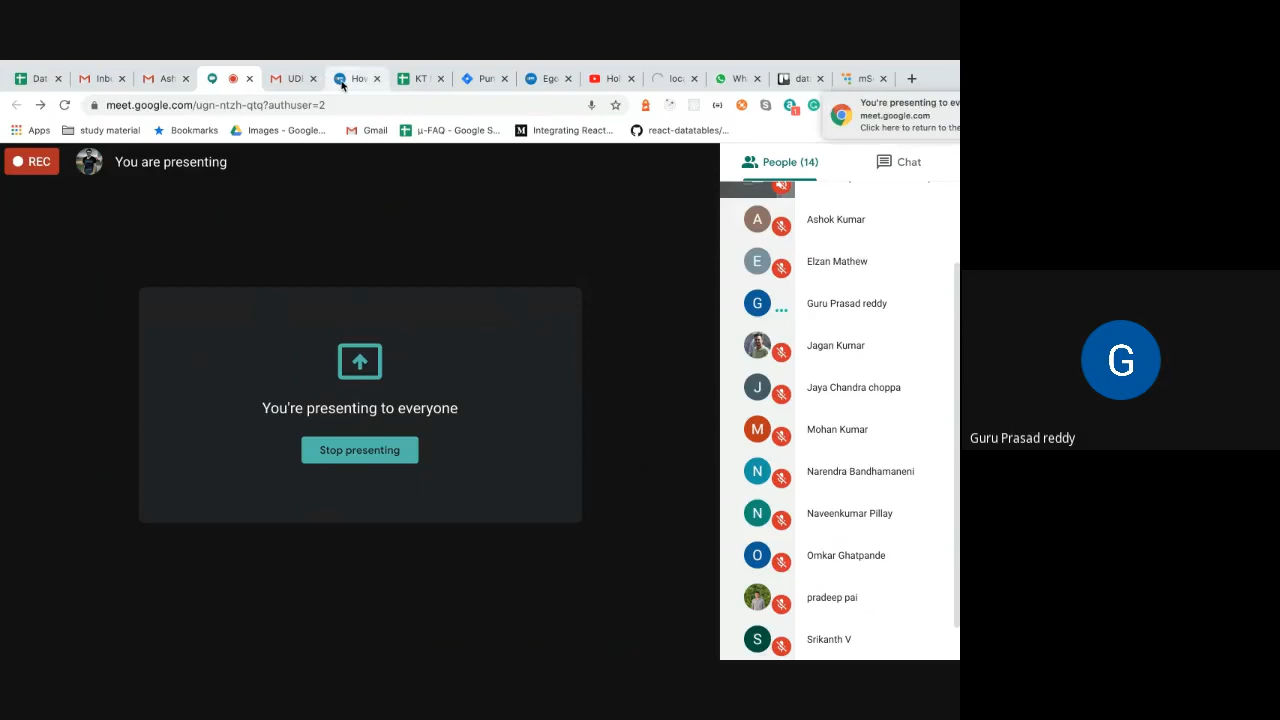 Dat
Inb
Ash
UDI
How
KT
Pun
Ego
Hol
loca
Wha
data
mS
meet.google.com/ugn-ntzh-qtq?authuser=2
You're presenting to ev
meet.google.com
Click here to return to the
Apps
study material
Bookmarks
Images - Google...
Gmail
μ-FAQ - Google S...
Integrating React...
react-datatables/...
REC
You are presenting
People (14)
Chat
A
Ashok Kumar
E
Elzan Mathew
G
Guru Prasad reddy
Jagan Kumar
J
Jaya Chandra choppa
M
Mohan Kumar
N
Narendra Bandhamaneni
N
Naveenkumar Pillay
O
Omkar Ghatpande
pradeep pai
S
Srikanth V
You're presenting to everyone
Stop presenting
G
Guru Prasad reddy